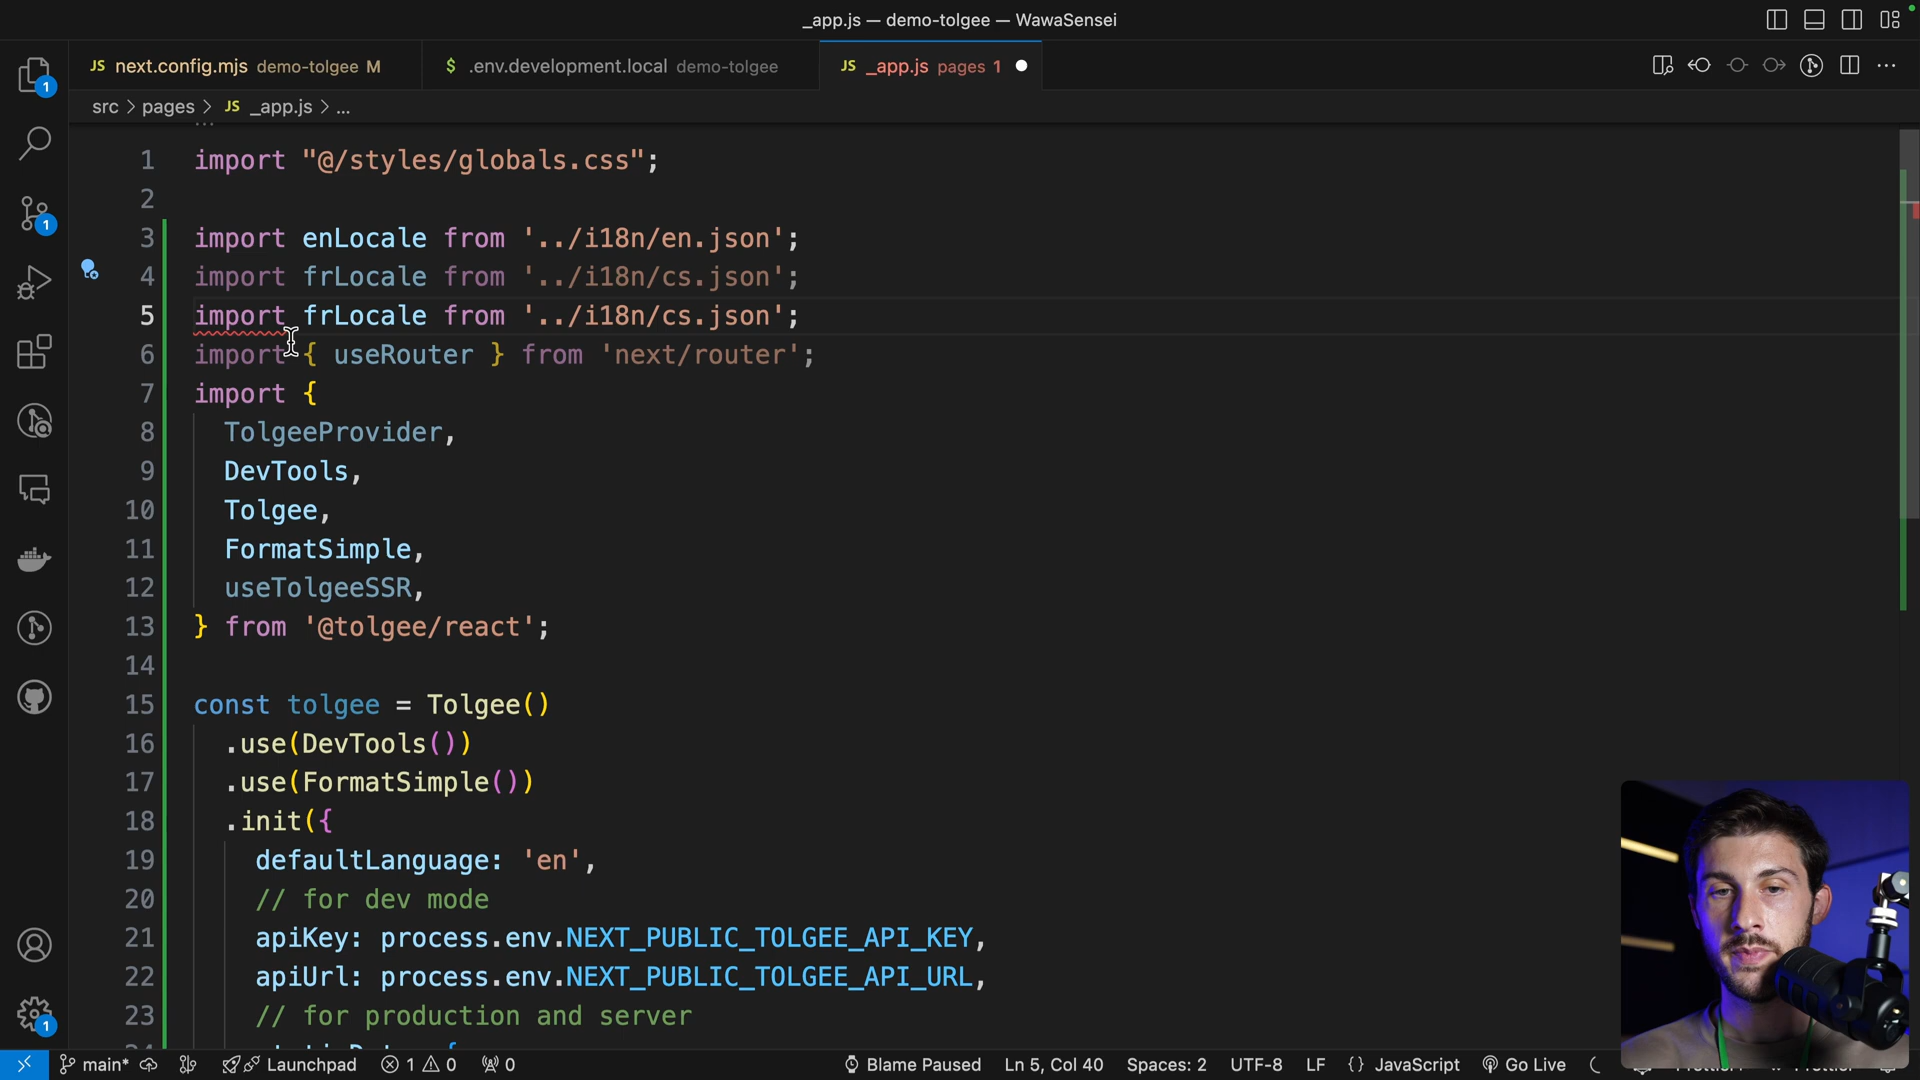 _app.js — demo-tolgee — WawaSensei
JS next.config.mjs demo-tolgee M
$ .env.development.local demo-tolgee
JS _app.js pages 1
src > pages > JS _app.js > ...
1 import "@/styles/globals.css";
2
3 import enLocale from '../i18n/en.json';
4 import frLocale from '../i18n/cs.json';
5 import frLocale from '../i18n/cs.json';
6 import { useRouter } from 'next/router';
7 import {
8 TolgeeProvider,
9 DevTools,
10 Tolgee,
11 FormatSimple,
12 useTolgeeSSR,
13 } from '@tolgee/react';
14
15 const tolgee = Tolgee()
16 .use(DevTools())
17 .use(FormatSimple())
18 .init({
19 defaultLanguage: 'en',
20 // for dev mode
21 apiKey: process.env.NEXT_PUBLIC_TOLGEE_API_KEY,
22 apiUrl: process.env.NEXT_PUBLIC_TOLGEE_API_URL,
23 // for production and server
1
1
1
main* Launchpad 1 0 0 Blame Paused Ln 5, Col 40 Spaces: 2 UTF-8 LF {} JavaScript Go Live